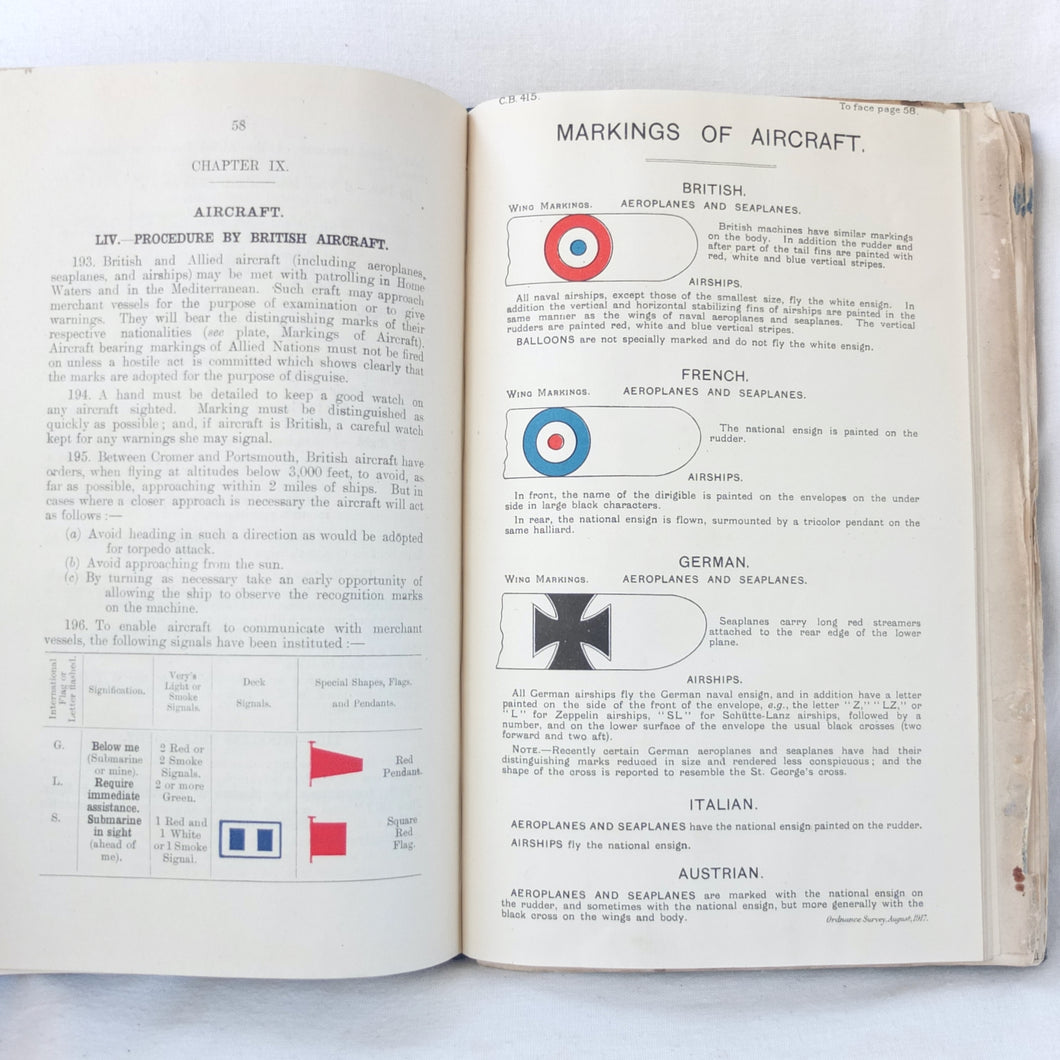 58
CHAPTER IX.
AIRCRAFT.
LIV.—PROCEDURE BY BRITISH AIRCRAFT.
193. British and Allied aircraft (including aeroplanes,
seaplanes, and airships) may be met with patrolling in Home
Waters and in the Mediterranean. Such craft may approach
merchant vessels for the purpose of examination or to give
warnings. They will bear the distinguishing marks of their
respective nationalities (see plate, Markings of Aircraft).
Aircraft bearing markings of Allied Nations must not be fired
on unless a hostile act is committed which shows clearly that
the marks are adopted for the purpose of disguise.
194. A hand must be detailed to keep a good watch on
any aircraft sighted. Marking must be distinguished as
quickly as possible; and, if aircraft is British, a careful watch
kept for any warnings she may signal.
195. Between Cromer and Portsmouth, British aircraft have
orders, when flying at altitudes below 3,000 feet, to avoid, as
far as possible, approaching within 2 miles of ships. But in
cases where a closer approach is necessary the aircraft will act
as follows:—
(a) Avoid heading in such a direction as would be adopted
for torpedo attack.
(b) Avoid approaching from the sun.
(c) By turning as necessary take an early opportunity of
allowing the ship to observe the recognition marks
on the machine.
196. To enable aircraft to communicate with merchant
vessels, the following signals have been instituted:—
International
Flag or
Letter flashed.
Signification.
Very's
Light or
Smoke
Signals.
Deck
Signals.
Special Shapes, Flags.
and Pendants.
G.
Below me
(Submarine
or mine).
2 Red or
2 Smoke
Signals.
Red
Pendant.
L.
Require
immediate
assistance.
2 or more
Green.
S.
Submarine
in sight
(ahead of
me).
1 Red and
1 White
or 1 Smoke
Signal.
Square
Red
Flag.
C.B. 415.
To face page 58.
MARKINGS OF AIRCRAFT.
BRITISH.
WING MARKINGS. AEROPLANES AND SEAPLANES.
British machines have similar markings
on the body. In addition the rudder and
after part of the tail fins are painted with
red, white and blue vertical stripes.
AIRSHIPS.
All naval airships, except those of the smallest size, fly the white ensign. In
addition the vertical and horizontal stabilizing fins of airships are painted in the
same manner as the wings of naval aeroplanes and seaplanes. The vertical
rudders are painted red, white and blue vertical stripes.
BALLOONS are not specially marked and do not fly the white ensign.
FRENCH.
WING MARKINGS. AEROPLANES AND SEAPLANES.
The national ensign is painted on the
rudder.
AIRSHIPS.
In front, the name of the dirigible is painted on the envelopes on the under
side in large black characters.
In rear, the national ensign is flown, surmounted by a tricolor pendant on the
same halliard.
GERMAN.
WING MARKINGS. AEROPLANES AND SEAPLANES.
Seaplanes carry long red streamers
attached to the rear edge of the lower
plane.
AIRSHIPS.
All German airships fly the German naval ensign, and in addition have a letter
painted on the side of the front of the envelope, e.g., the letter "Z," "LZ," or
"L" for Zeppelin airships, "SL" for Schütte-Lanz airships, followed by a
number, and on the lower surface of the envelope the usual black crosses (two
forward and two aft).
NOTE.—Recently certain German aeroplanes and seaplanes have had their
distinguishing marks reduced in size and rendered less conspicuous; and the
shape of the cross is reported to resemble the St. George's cross.
ITALIAN.
AEROPLANES AND SEAPLANES have the national ensign painted on the rudder.
AIRSHIPS fly the national ensign.
AUSTRIAN.
AEROPLANES AND SEAPLANES are marked with the national ensign on
the rudder, and sometimes with the national ensign, but more generally with the
black cross on the wings and body.
Ordnance Survey, August, 1917.